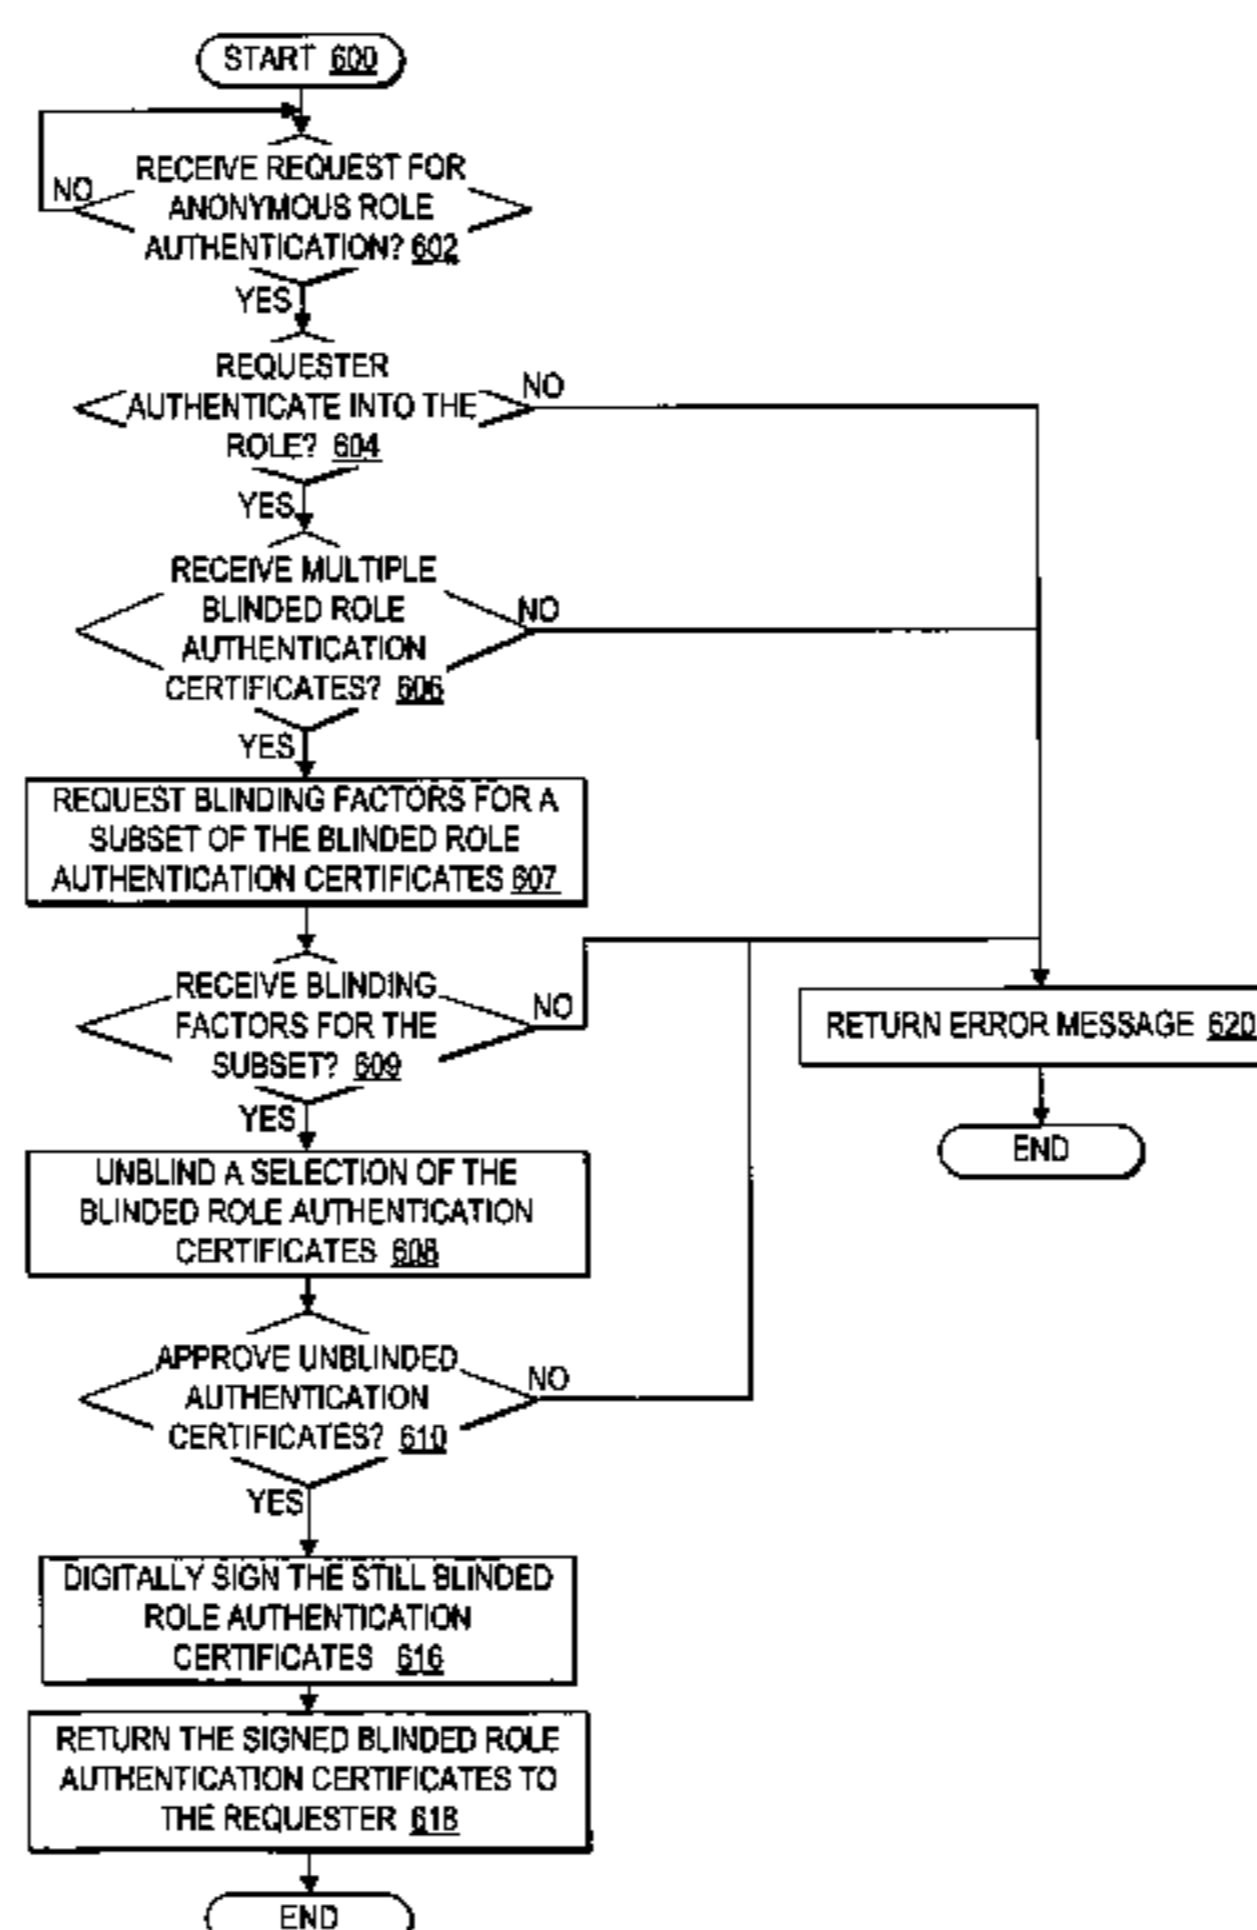 START 600
RECEIVE REQUEST FOR
ANONYMOUS ROLE
AUTHENTICATION? 602
NO
YES
REQUESTER
AUTHENTICATE INTO THE
ROLE? 604
NO
YES
RECEIVE MULTIPLE
BLINDED ROLE
AUTHENTICATION
CERTIFICATES? 606
NO
YES
REQUEST BLINDING FACTORS FOR A
SUBSET OF THE BLINDED ROLE
AUTHENTICATION CERTIFICATES 607
RECEIVE BLINDING
FACTORS FOR THE
SUBSET? 609
NO
YES
RETURN ERROR MESSAGE 620
END
UNBLIND A SELECTION OF THE
BLINDED ROLE AUTHENTICATION
CERTIFICATES 608
APPROVE UNBLINDED
AUTHENTICATION
CERTIFICATES? 610
NO
YES
DIGITALLY SIGN THE STILL BLINDED
ROLE AUTHENTICATION
CERTIFICATES 616
RETURN THE SIGNED BLINDED ROLE
AUTHENTICATION CERTIFICATES TO
THE REQUESTER 618
END